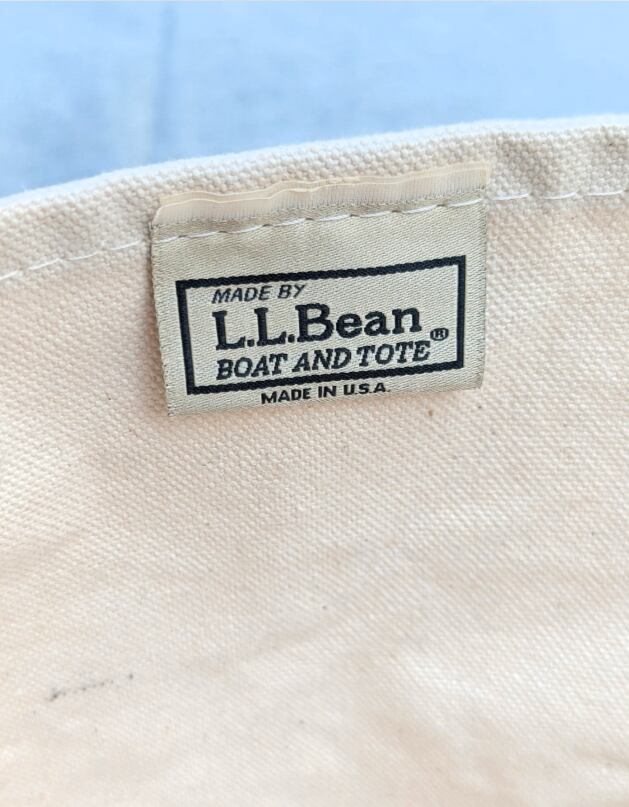 MADE BY
L.L.Bean®
BOAT AND TOTE
MADE IN U.S.A.